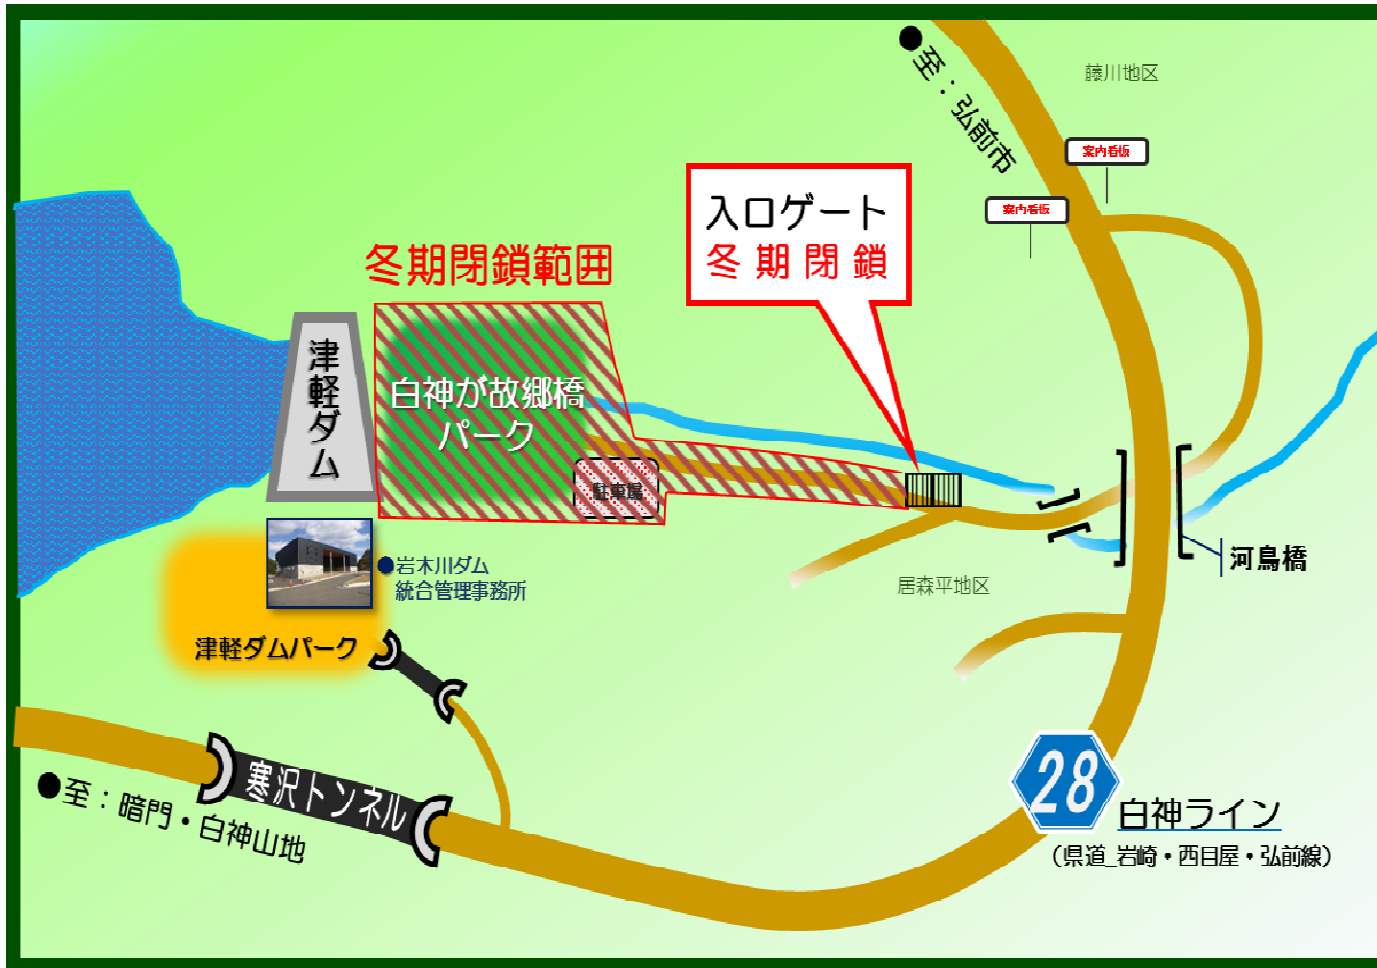 ●至：弘前市
藤川地区
案内看板
案内看板
入口ゲート
冬期閉鎖
冬期閉鎖範囲
津軽ダム
白神が故郷橋
パーク
駐車場
●岩木川ダム
統合管理事務所
居森平地区
河鳥橋
津軽ダムパーク
寒沢トンネル
●至：暗門・白神山地
28
白神ライン
（県道_岩崎・西目屋・弘前線）